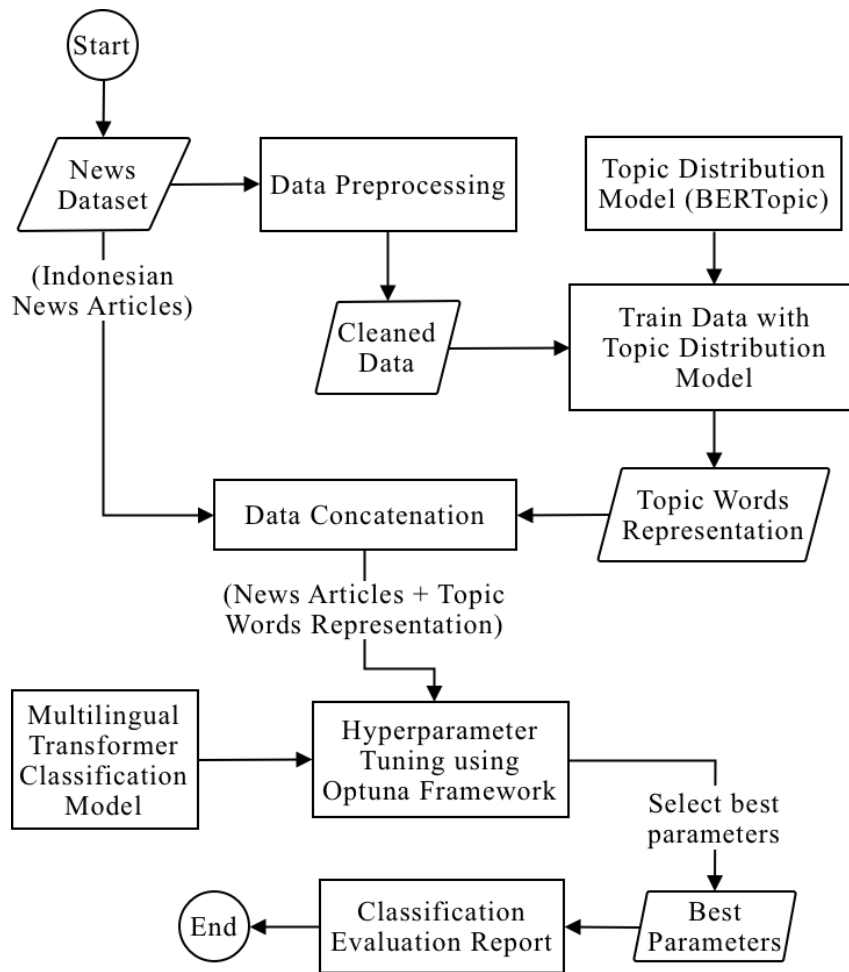 Start
News
Dataset
Data Preprocessing
Topic Distribution
Model (BERTopic)
(Indonesian
News Articles)
Cleaned
Data
Train Data with
Topic Distribution
Model
Data Concatenation
Topic Words
Representation
(News Articles + Topic
Words Representation)
Multilingual
Transformer
Classification
Model
Hyperparameter
Tuning using
Optuna Framework
Select best
parameters
End
Classification
Evaluation Report
Best
Parameters